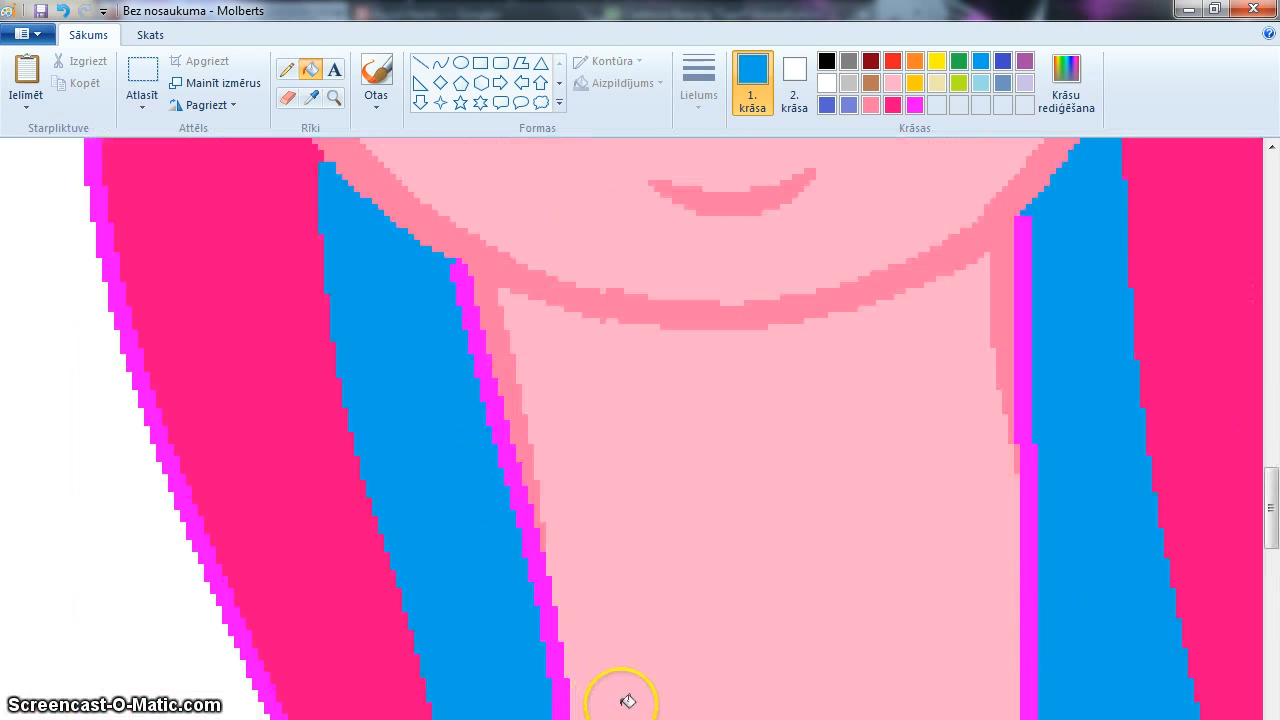 Bez nosaukuma - Molberts
Sākums
Skats
Ielīmēt
Izgriezt
Kopēt
Starpliktuve
Atlasīt
Apgriezt
Mainīt izmērus
Pagriezt
Attēls
A
Rīki
Otas
Kontūra
Aizpildījums
Formas
Lielums
1.
krāsa
2.
krāsa
Krāsu
rediģēšana
Krāsas
Screencast-O-Matic.com